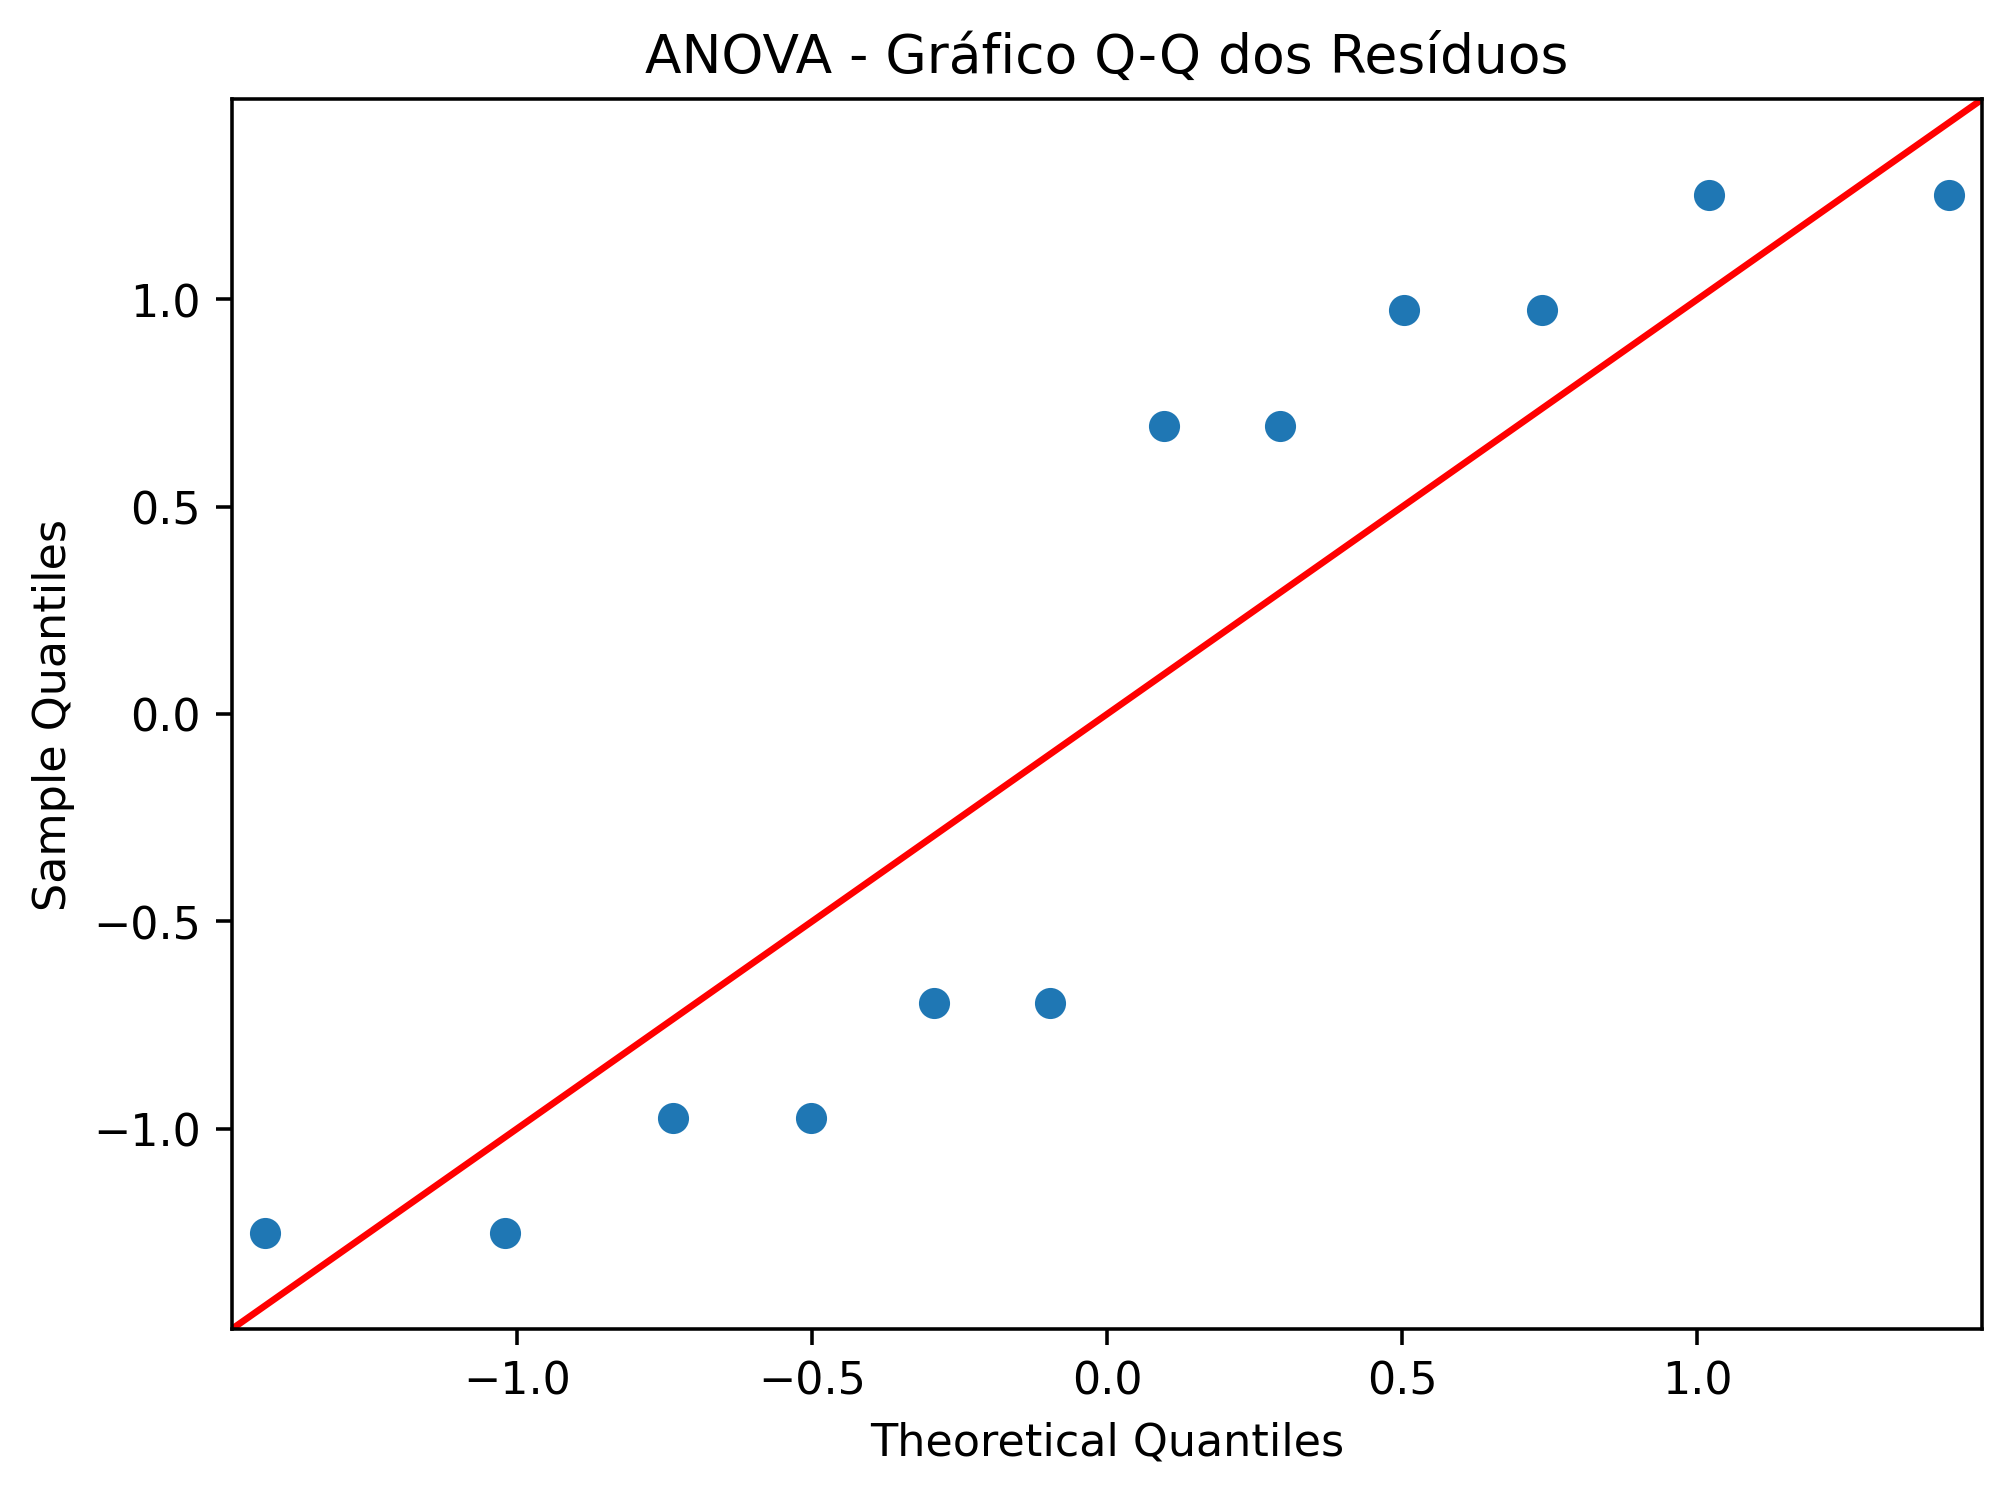 ANOVA - Gráfico Q-Q dos Resíduos
Sample Quantiles
1.0
0.5
0.0
−0.5
−1.0
−1.0 −0.5 0.0 0.5 1.0
Theoretical Quantiles